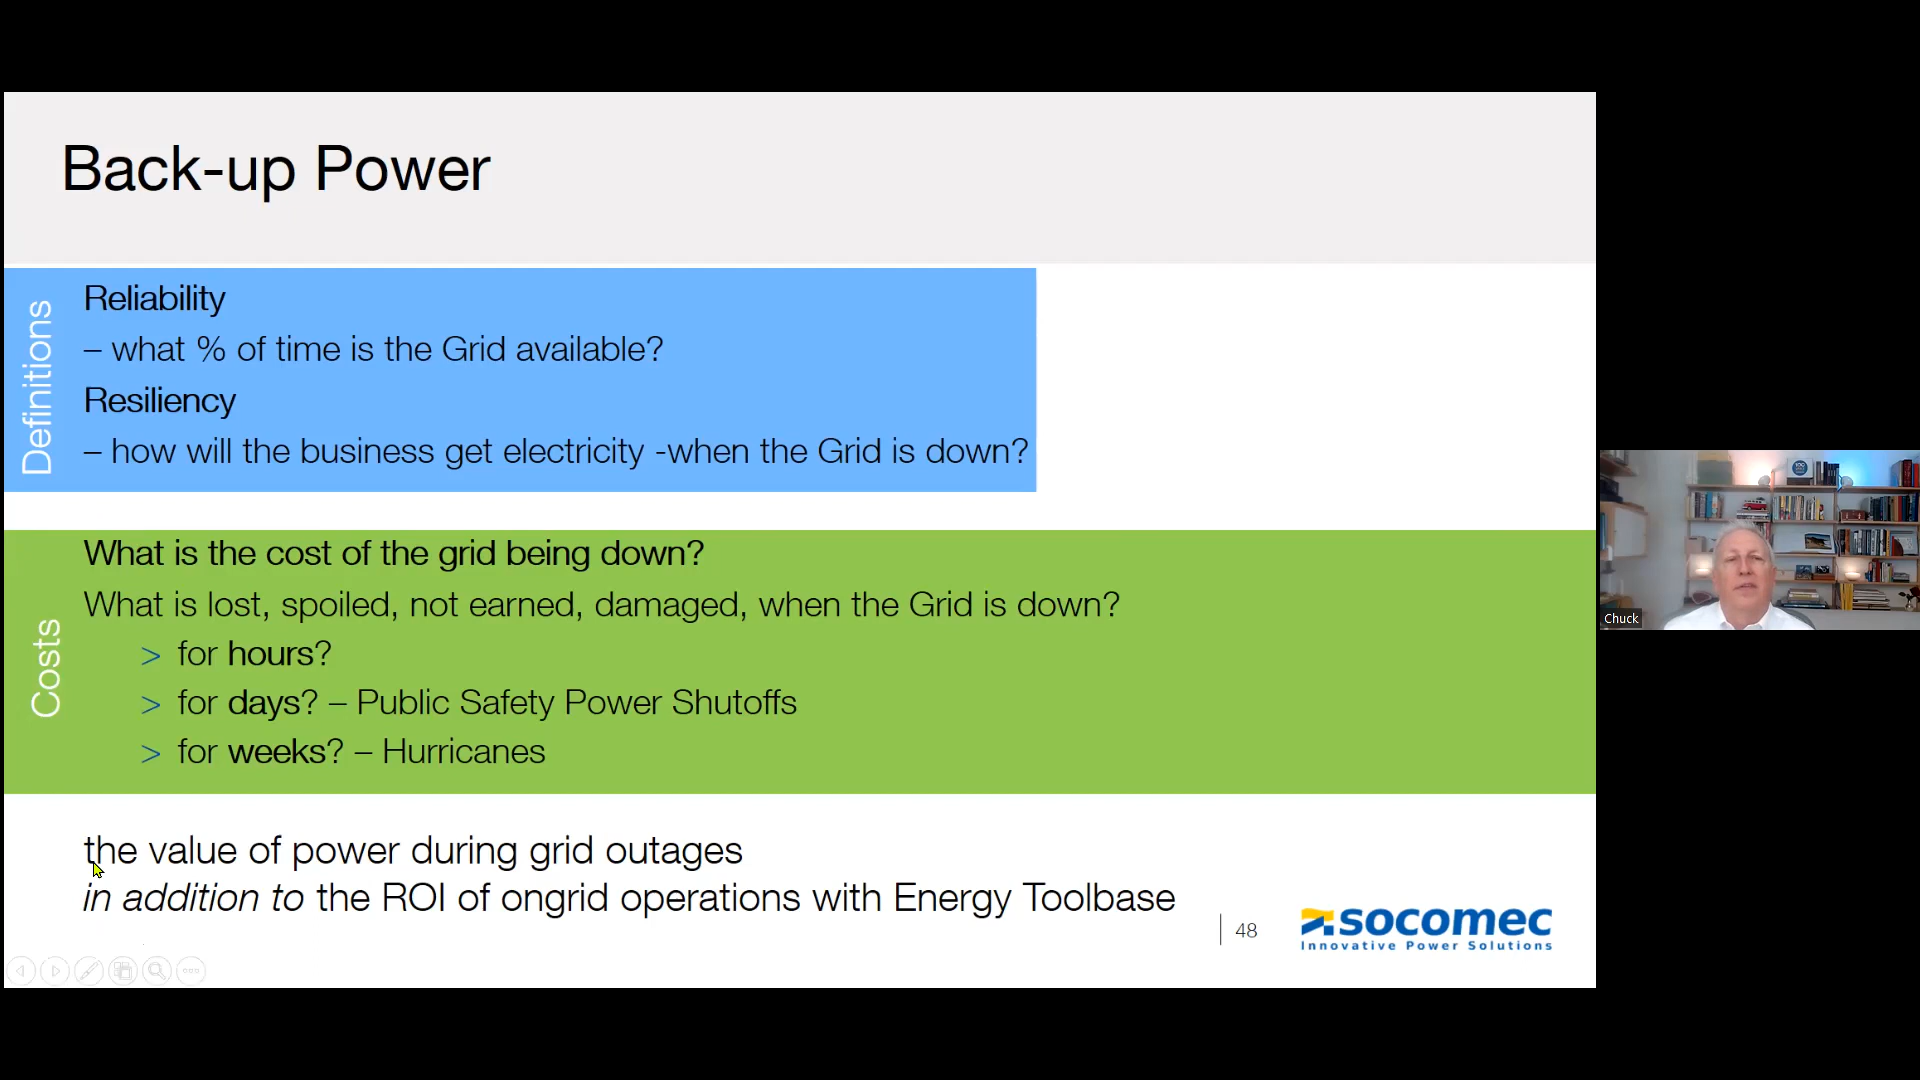 Back-up Power
Definitions
Reliability
– what % of time is the Grid available?
Resiliency
– how will the business get electricity -when the Grid is down?
Costs
What is the cost of the grid being down?
What is lost, spoiled, not earned, damaged, when the Grid is down?
> for hours?
> for days? – Public Safety Power Shutoffs
> for weeks? – Hurricanes
the value of power during grid outages
in addition to the ROI of ongrid operations with Energy Toolbase
48
socomec
Innovative Power Solutions
Chuck